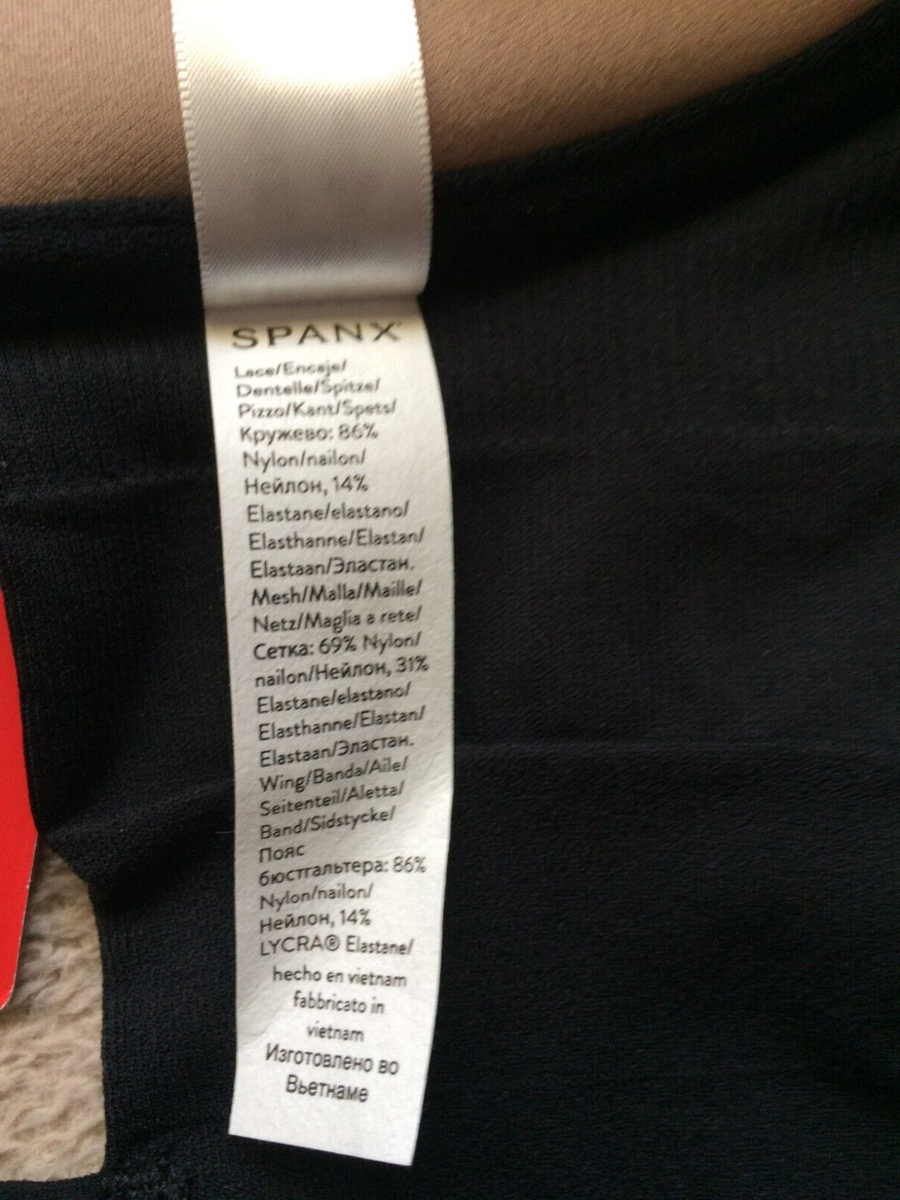 SPANX
Lace/Encaje/
Dentelle/Spitze/
Pizzo/Kant/Spets/
Кружево: 86%
Nylon/nailon/
Нейлон, 14%
Elastane/elastano/
Elasthanne/Elastan/
Elastaan/Эластан.
Mesh/Malla/Maille/
Netz/Maglia a rete/
Сетка: 69% Nylon/
nailon/Нейлон, 31%
Elastane/elastano/
Elasthanne/Elastan/
Elastaan/Эластан.
Wing/Banda/Aile/
Seitenteil/Aletta/
Band/Sidstycke/
Пояс
бюстгальтера: 86%
Nylon/nailon/
Нейлон, 14%
LYCRA® Elastane/
hecho en vietnam
fabbricato in
vietnam
Изготовлено во
Вьетнаме